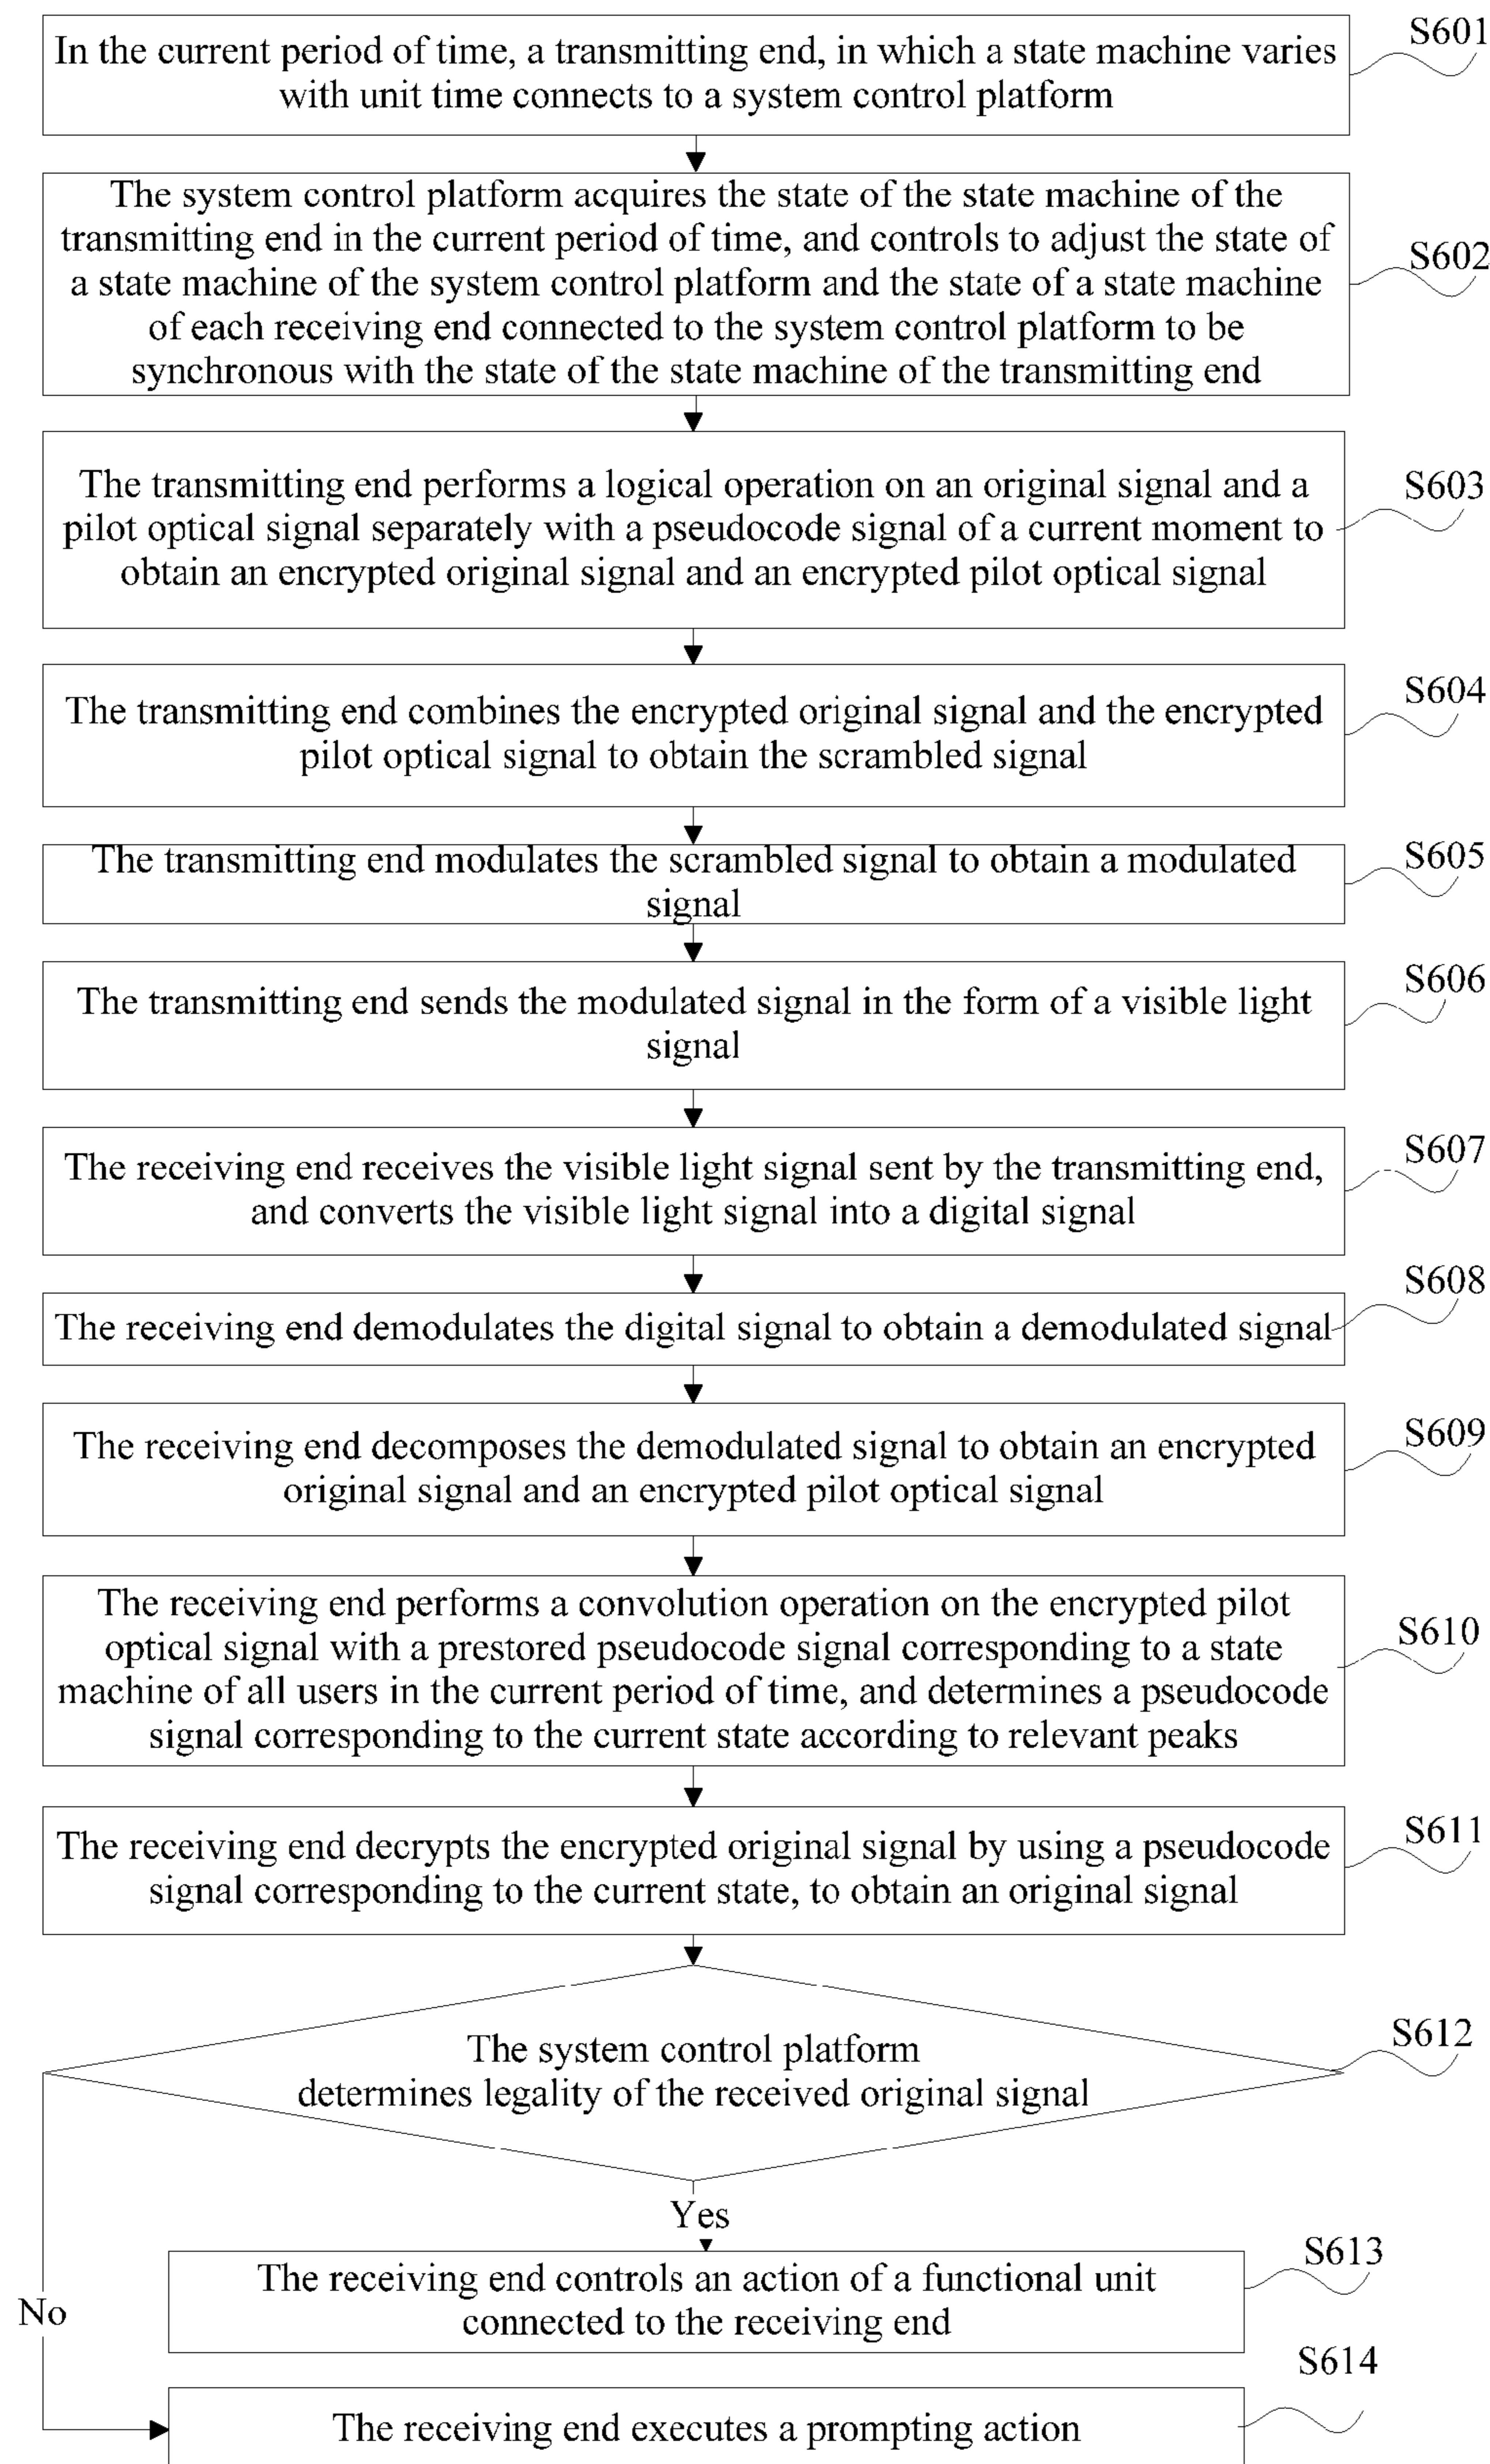 S601
In the current period of time, a transmitting end, in which a state machine varies
with unit time connects to a system control platform
S602
The system control platform acquires the state of the state machine of the
transmitting end in the current period of time, and controls to adjust the state of
a state machine of the system control platform and the state of a state machine
of each receiving end connected to the system control platform to be
synchronous with the state of the state machine of the transmitting end
S603
The transmitting end performs a logical operation on an original signal and a
pilot optical signal separately with a pseudocode signal of a current moment to
obtain an encrypted original signal and an encrypted pilot optical signal
S604
The transmitting end combines the encrypted original signal and the encrypted
pilot optical signal to obtain the scrambled signal
S605
The transmitting end modulates the scrambled signal to obtain a modulated
signal
S606
The transmitting end sends the modulated signal in the form of a visible light
signal
S607
The receiving end receives the visible light signal sent by the transmitting end,
and converts the visible light signal into a digital signal
S608
The receiving end demodulates the digital signal to obtain a demodulated signal
S609
The receiving end decomposes the demodulated signal to obtain an encrypted
original signal and an encrypted pilot optical signal
S610
The receiving end performs a convolution operation on the encrypted pilot
optical signal with a prestored pseudocode signal corresponding to a state
machine of all users in the current period of time, and determines a pseudocode
signal corresponding to the current state according to relevant peaks
S611
The receiving end decrypts the encrypted original signal by using a pseudocode
signal corresponding to the current state, to obtain an original signal
S612
The system control platform
determines legality of the received original signal
Yes
S613
The receiving end controls an action of a functional unit
connected to the receiving end
No
S614
The receiving end executes a prompting action